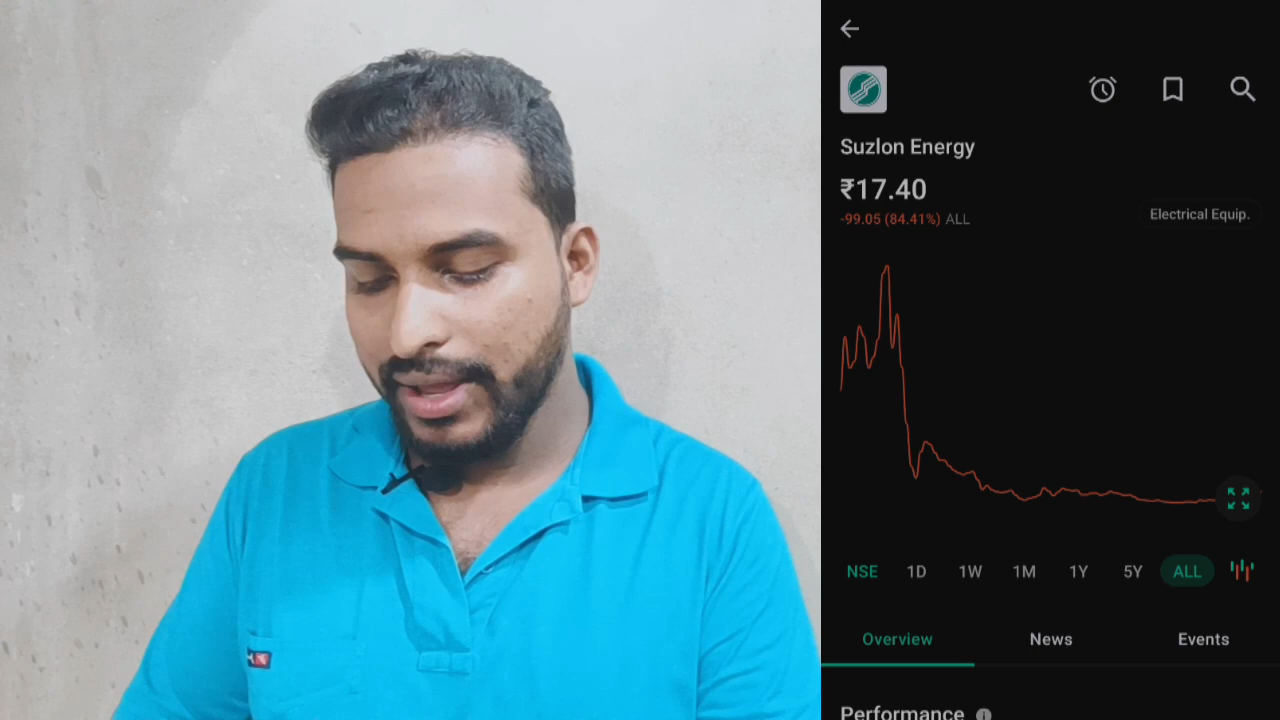 Suzlon Energy
₹17.40
-99.05 (84.41%) ALL
Electrical Equip.
NSE 1D 1W 1M 1Y 5Y ALL
Overview News Events
Performance